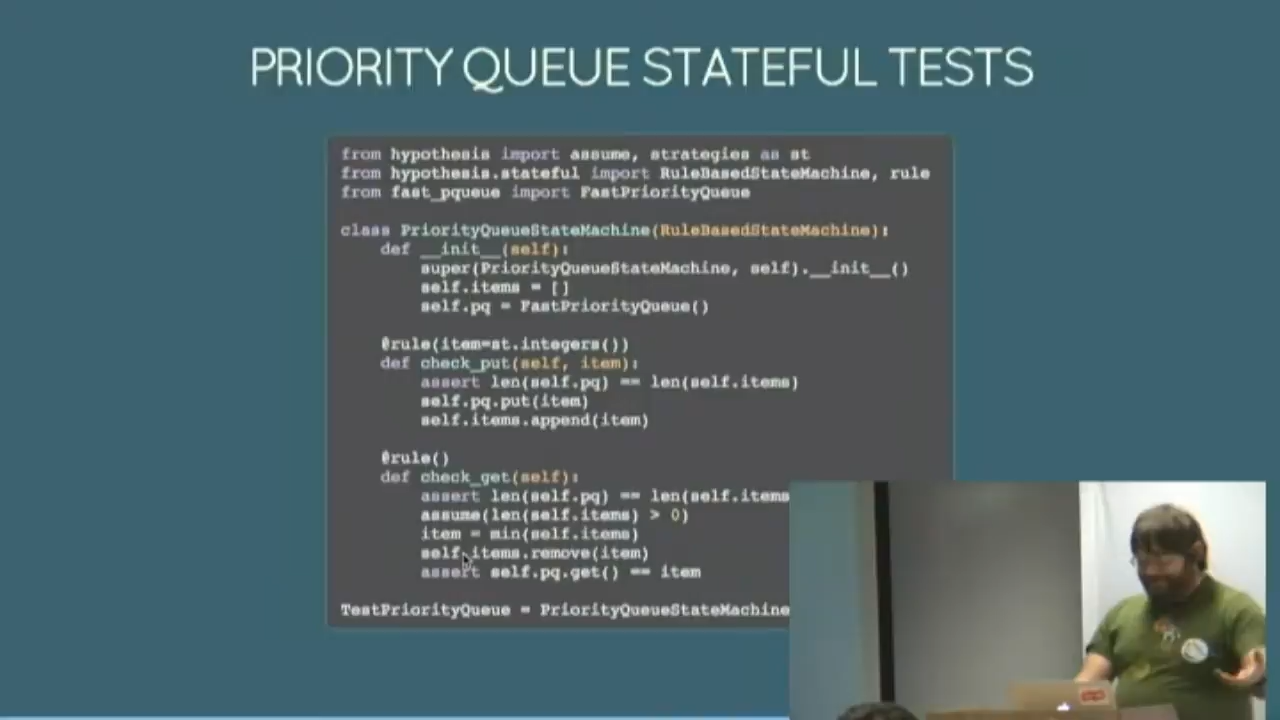 PRIORITY QUEUE STATEFUL TESTS
from hypothesis import assume, strategies as st
from hypothesis.stateful import RuleBasedStateMachine, rule
from fast_pqueue import FastPriorityQueue
class PriorityQueueStateMachine(RuleBasedStateMachine):
def __init__(self):
super(PriorityQueueStateMachine, self).__init__()
self.items = []
self.pq = FastPriorityQueue()
@rule(item=st.integers())
def check_put(self, item):
assert len(self.pq) == len(self.items)
self.pq.put(item)
self.items.append(item)
@rule()
def check_get(self):
assert len(self.pq) == len(self.items
assume(len(self.items) > 0)
item = min(self.items)
self.items.remove(item)
assert self.pq.get() == item
TestPriorityQueue = PriorityQueueStateMachine